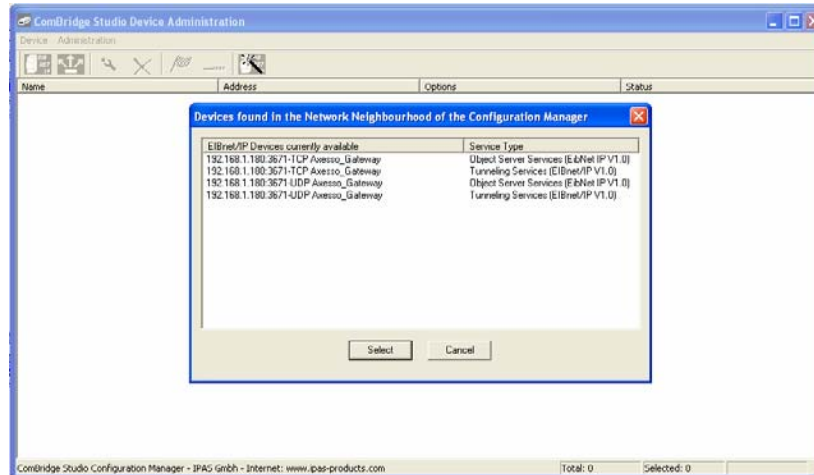 ComBridge Studio Device Administration
Device Administration
Name Address Options Status
Devices found in the Network Neighbourhood of the Configuration Manager
EIBnet/IP Devices currently available Service Type
192.168.1.180:3671-TCP Axesso_Gateway Object Server Services (EibNet IP V1.0)
192.168.1.180:3671-TCP Axesso_Gateway Tunneling Services (EIBnet/IP V1.0)
192.168.1.180:3671-UDP Axesso_Gateway Object Server Services (EibNet IP V1.0)
192.168.1.180:3671-UDP Axesso_Gateway Tunneling Services (EIBnet/IP V1.0)
Select Cancel
ComBridge Studio Configuration Manager - IPAS Gmbh - Internet: www.ipas-products.com Total: 0 Selected: 0